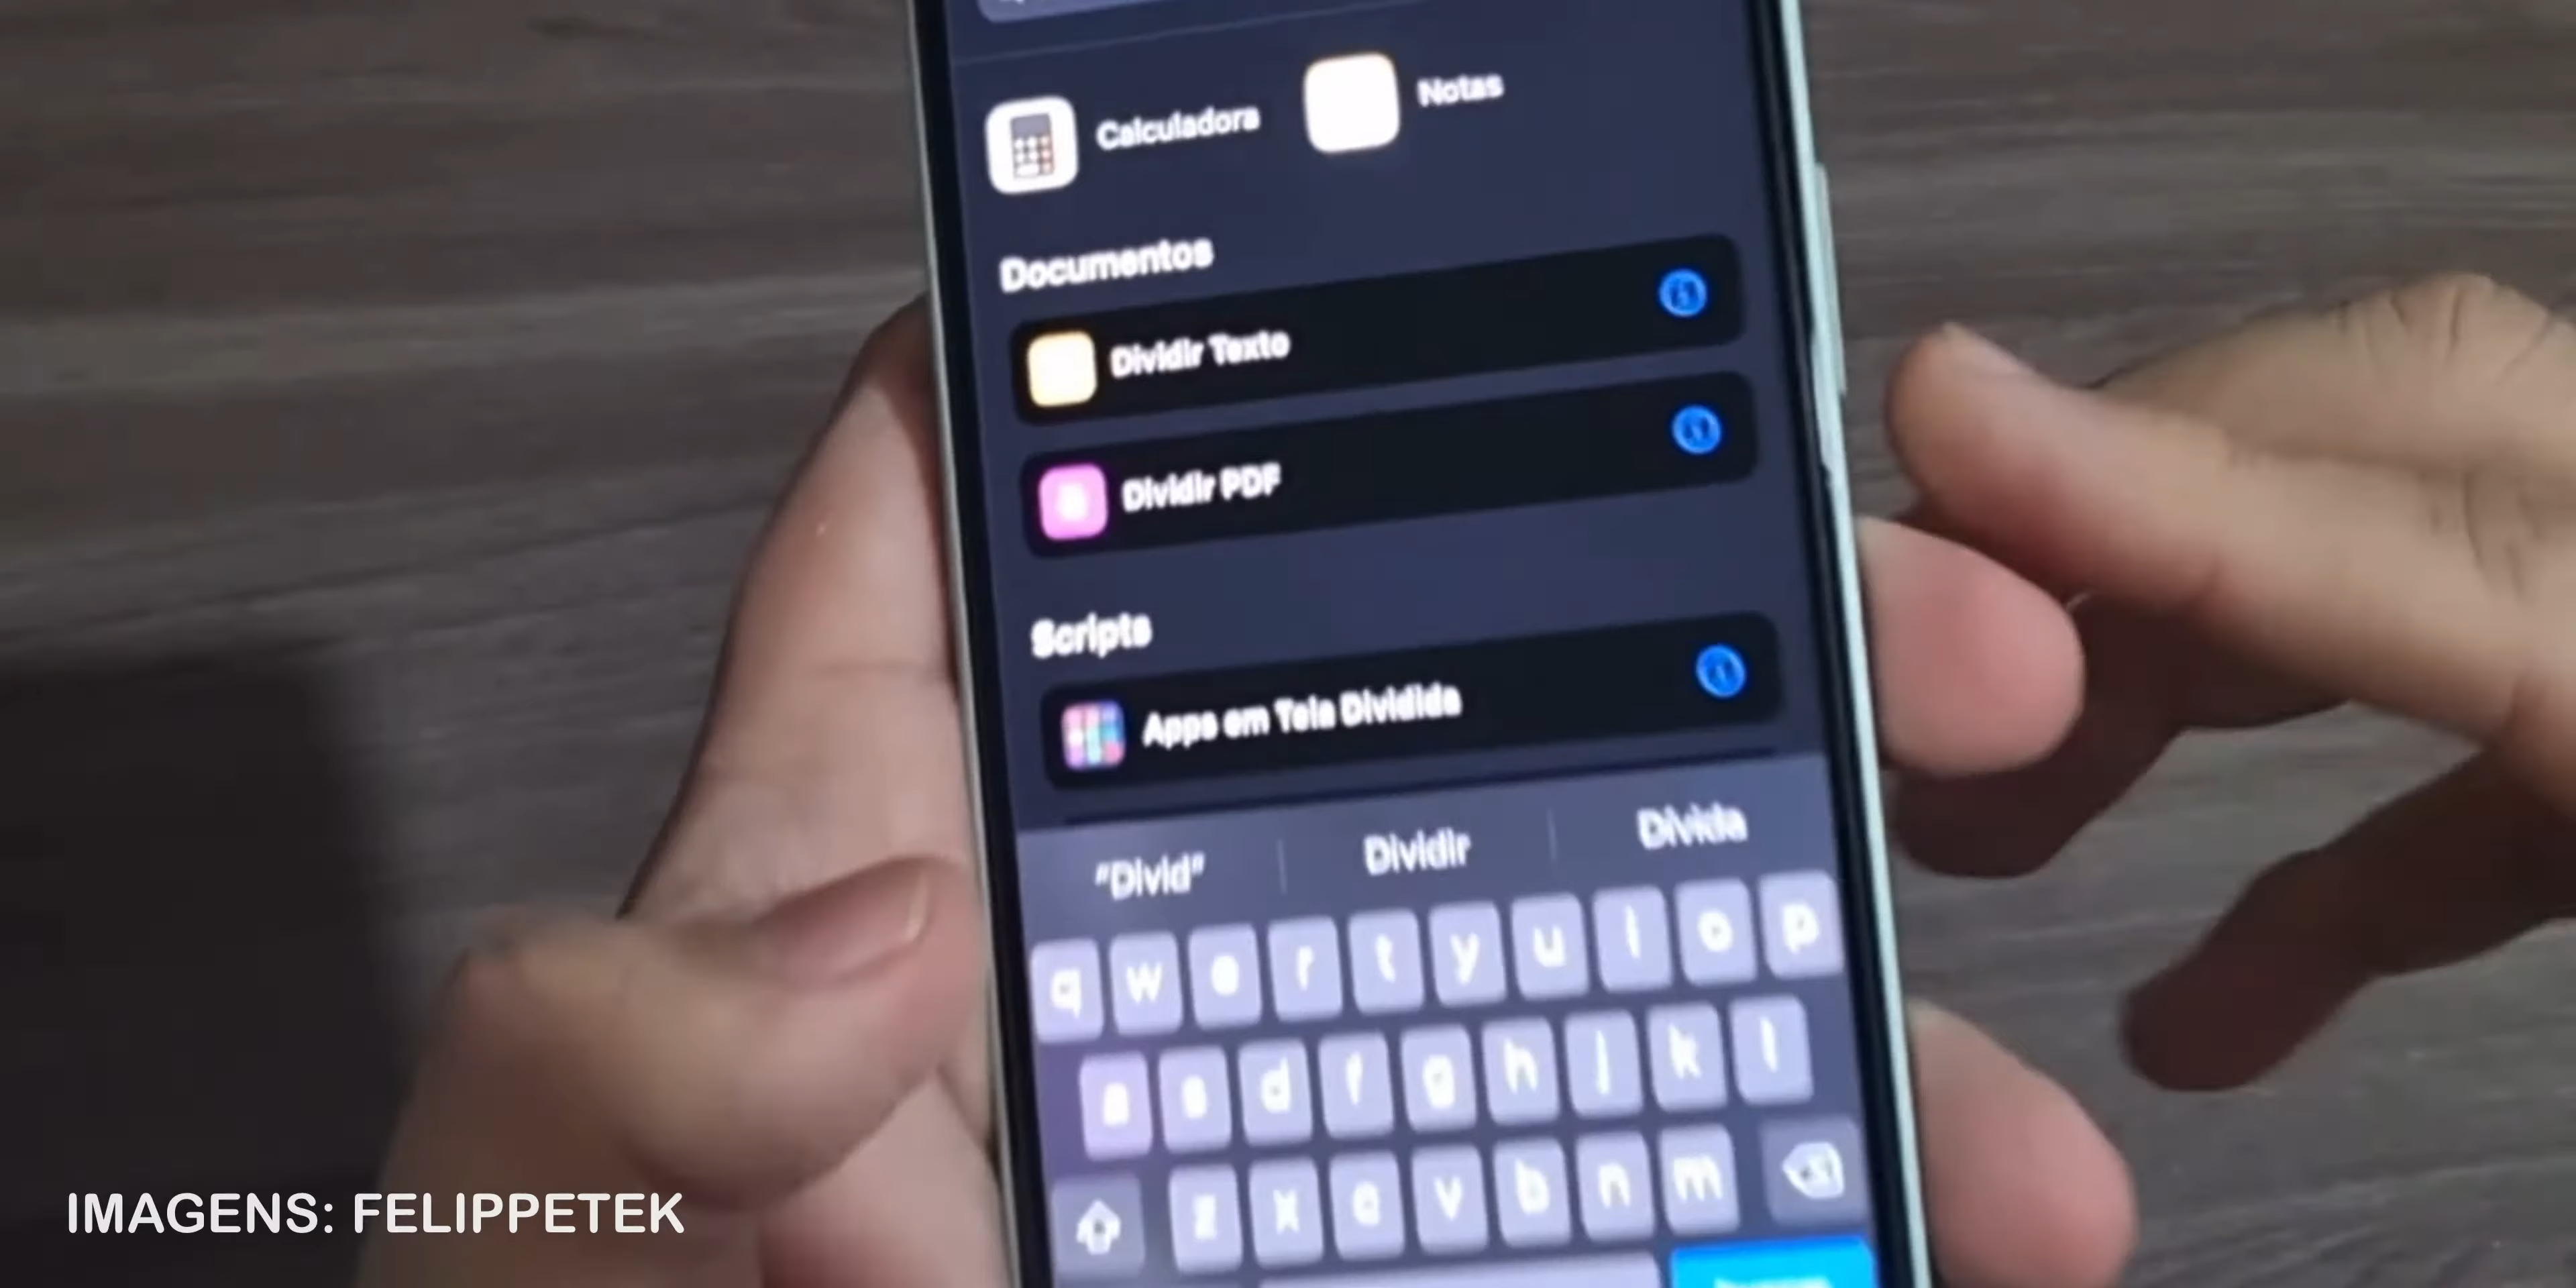 Calculadora
Notas
Documentos
Dividir Texto
Dividir PDF
Scripts
Apps em Tela Dividida
"Divid"
Dividir
Divida
q w e r t y u i o p
a s d f g h j k l
z x c v b n m
IMAGENS: FELIPPETEK